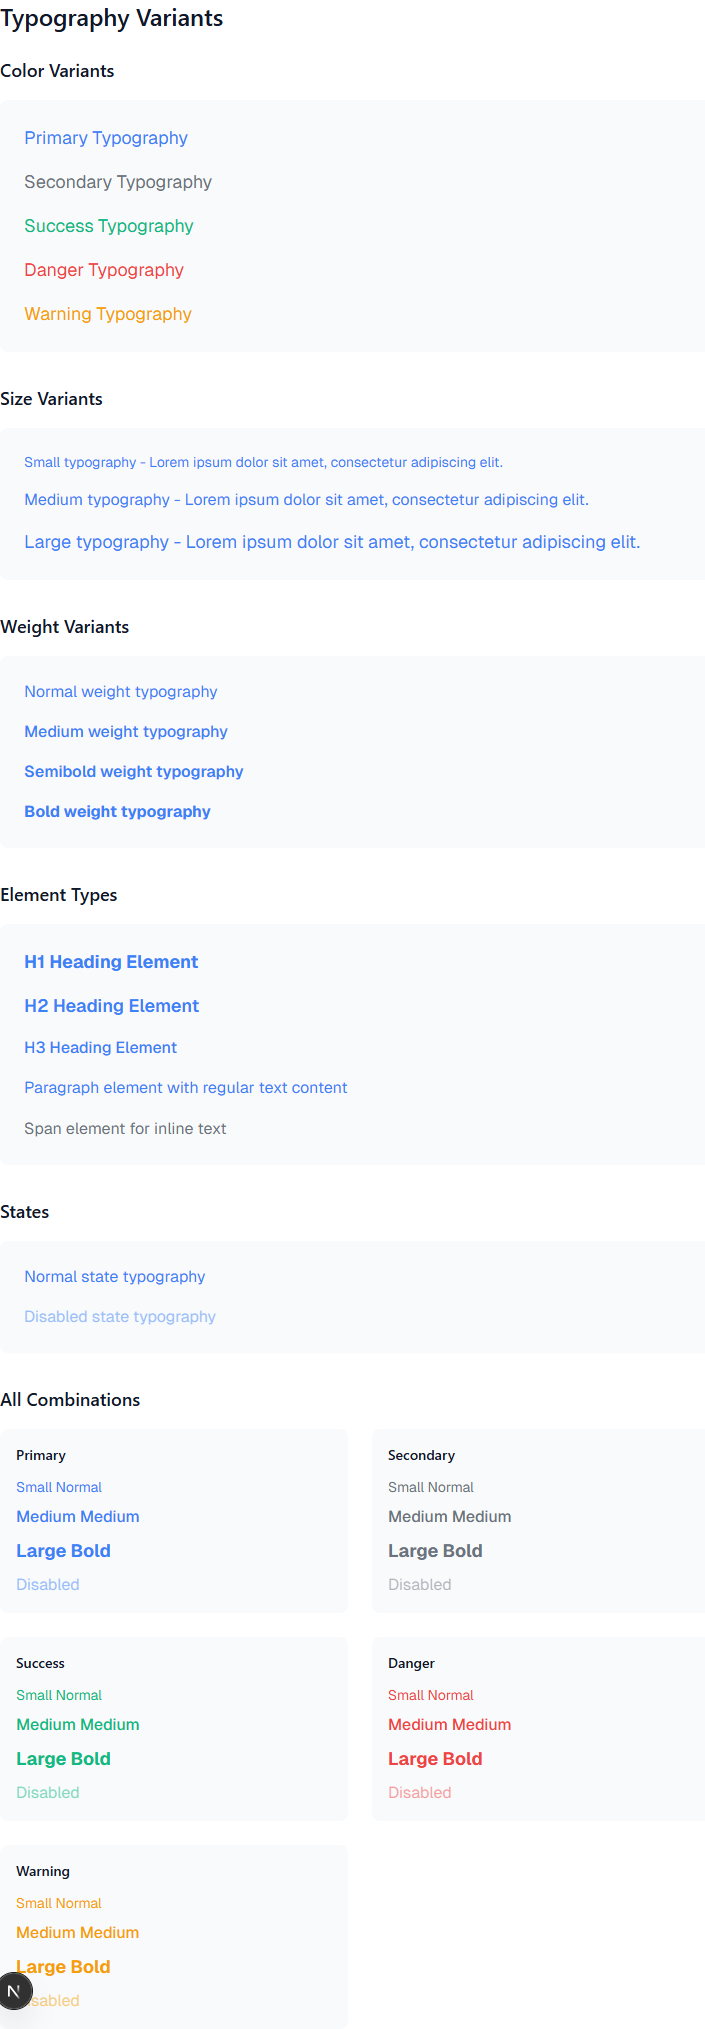 Typography Variants
Color Variants
Primary Typography
Secondary Typography
Success Typography
Danger Typography
Warning Typography
Size Variants
Small typography - Lorem ipsum dolor sit amet, consectetur adipiscing elit.
Medium typography - Lorem ipsum dolor sit amet, consectetur adipiscing elit.
Large typography - Lorem ipsum dolor sit amet, consectetur adipiscing elit.
Weight Variants
Normal weight typography
Medium weight typography
Semibold weight typography
Bold weight typography
Element Types
H1 Heading Element
H2 Heading Element
H3 Heading Element
Paragraph element with regular text content
Span element for inline text
States
Normal state typography
Disabled state typography
All Combinations
Primary
Small Normal
Medium Medium
Large Bold
Disabled
Secondary
Small Normal
Medium Medium
Large Bold
Disabled
Success
Small Normal
Medium Medium
Large Bold
Disabled
Danger
Small Normal
Medium Medium
Large Bold
Disabled
Warning
Small Normal
Medium Medium
Large Bold
N
sabled